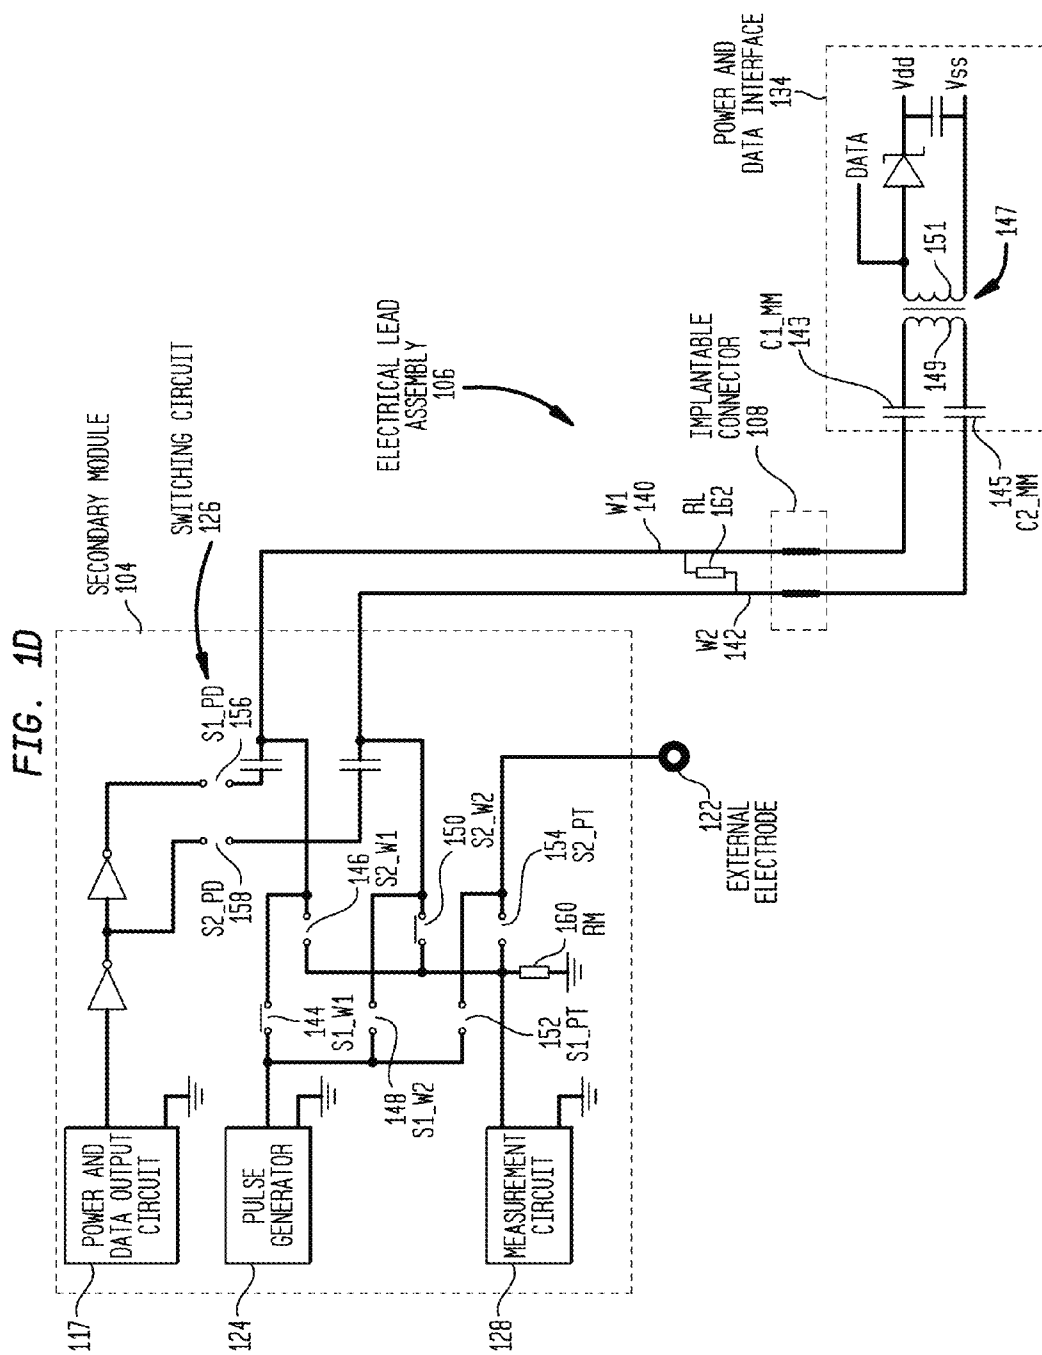 FIG. 1D
SECONDARY MODULE
104
SWITCHING CIRCUIT
126
S1_PD
156
S2_PD
158
117
POWER AND
DATA OUTPUT
CIRCUIT
124
PULSE
GENERATOR
128
MEASUREMENT
CIRCUIT
144
S1_W1
146
S2_W1
148
S1_W2
150
S2_W2
152
S1_PT
154
S2_PT
160
RM
122
EXTERNAL
ELECTRODE
ELECTRICAL LEAD
ASSEMBLY
106
W1
140
W2
142
RL
162
IMPLANTABLE
CONNECTOR
108
C1_MM
143
145
C2_MM
149
151
147
POWER AND
DATA INTERFACE
134
DATA
Vdd
Vss